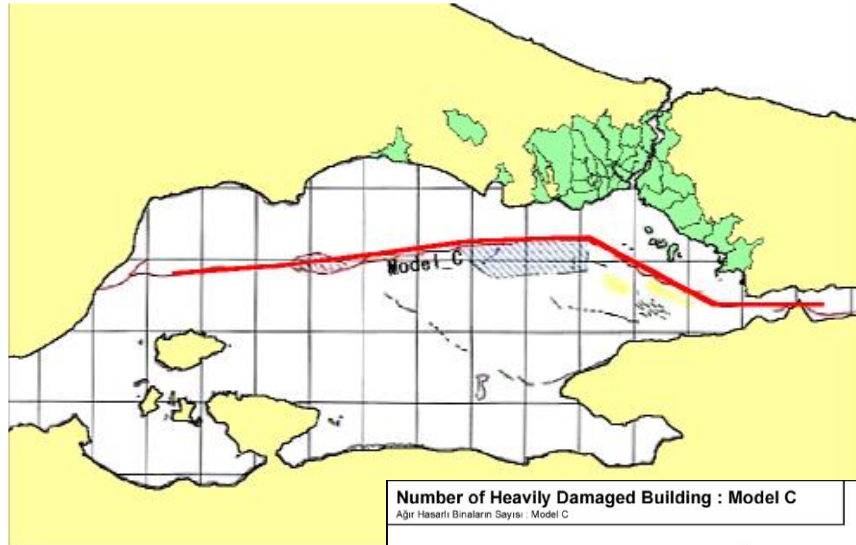 Model_C
Number of Heavily Damaged Building : Model C
Ağır Hasarlı Binaların Sayısı : Model C